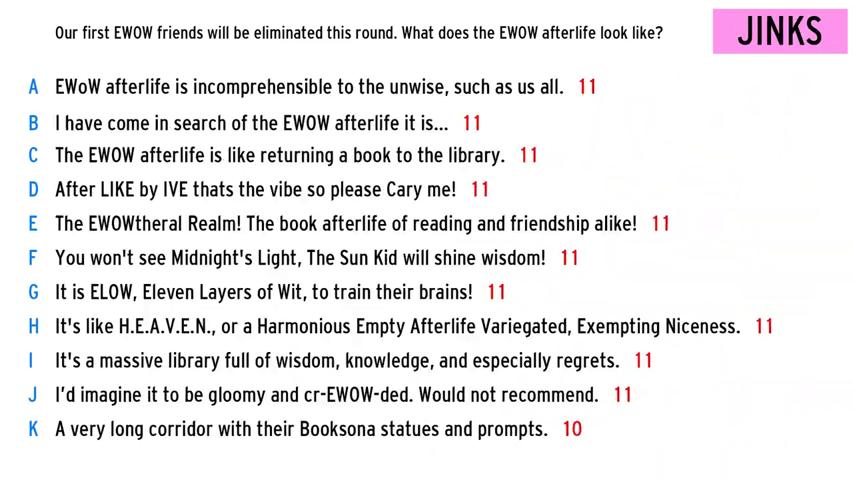 Our first EWOW friends will be eliminated this round. What does the EWOW afterlife look like?
JINKS
A EWoW afterlife is incomprehensible to the unwise, such as us all. 11
B I have come in search of the EWOW afterlife it is... 11
C The EWOW afterlife is like returning a book to the library. 11
D After LIKE by IVE thats the vibe so please Cary me! 11
E The EWOWtheral Realm! The book afterlife of reading and friendship alike! 11
F You won't see Midnight's Light, The Sun Kid will shine wisdom! 11
G It is ELOW, Eleven Layers of Wit, to train their brains! 11
H It's like H.E.A.V.E.N., or a Harmonious Empty Afterlife Variegated, Exempting Niceness. 11
I It's a massive library full of wisdom, knowledge, and especially regrets. 11
J I'd imagine it to be gloomy and cr-EWOW-ded. Would not recommend. 11
K A very long corridor with their Booksona statues and prompts. 10